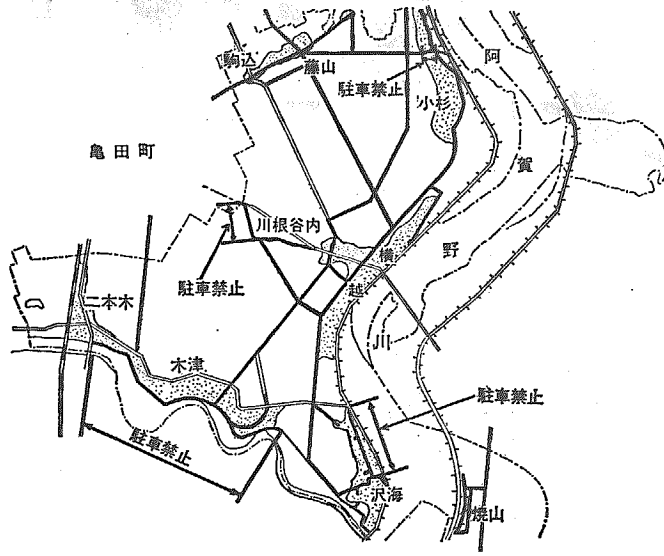 駒込
藤山
駐車禁止
小杉
阿賀野川
亀田町
川根谷内
駐車禁止
横越
二本木
木津
駐車禁止
駐車禁止
沢海
焼山